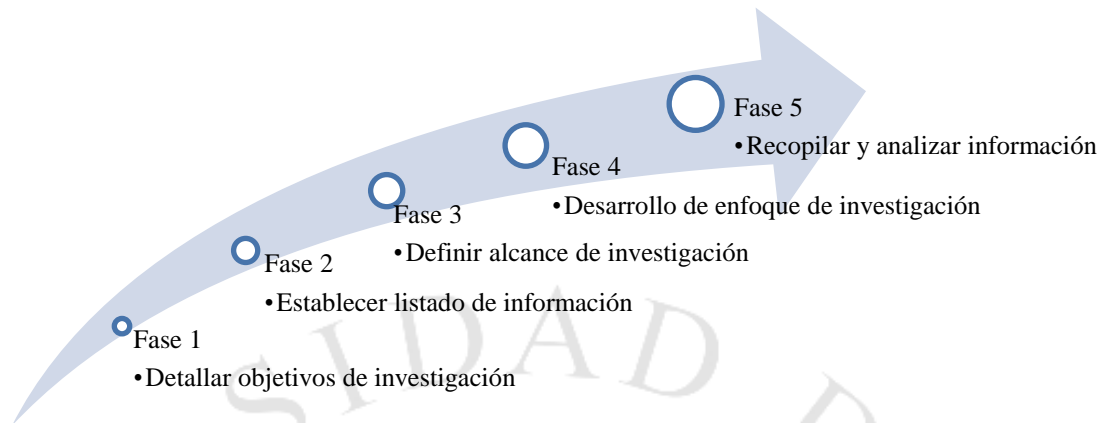 Fase 1
•Detallar objetivos de investigación
Fase 2
•Establecer listado de información
Fase 3
•Definir alcance de investigación
Fase 4
•Desarrollo de enfoque de investigación
Fase 5
•Recopilar y analizar información
SIDAD